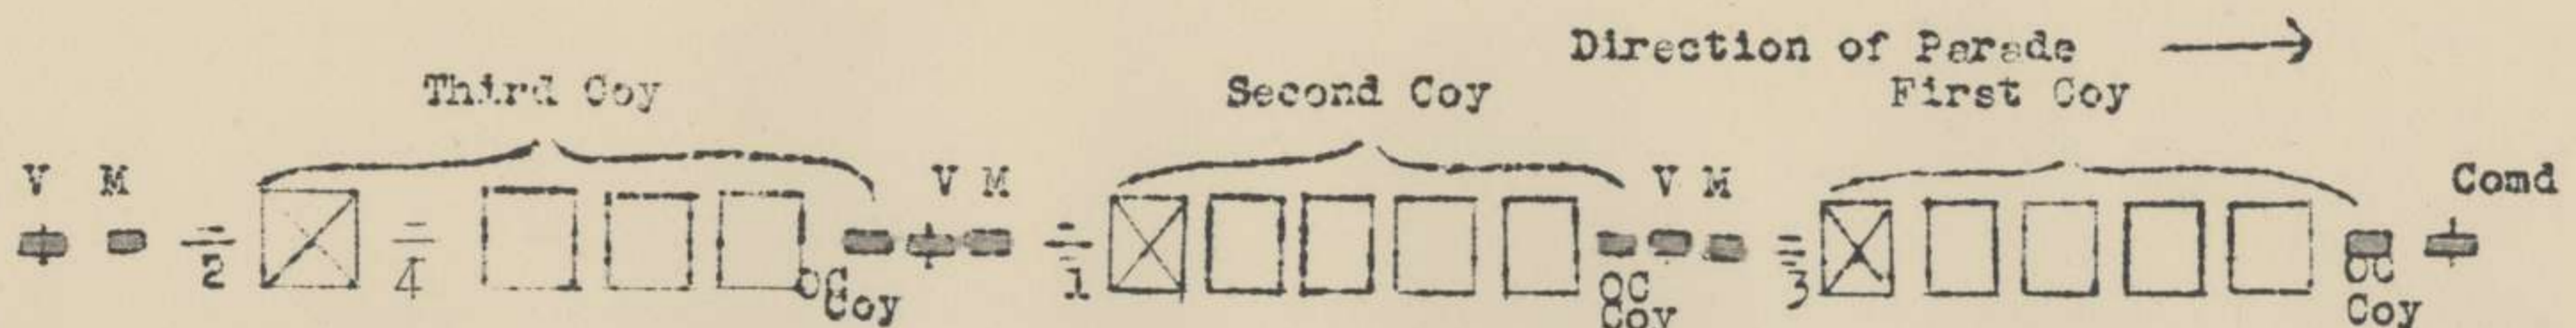 Direction of Parade
Third Coy Second Coy First Coy
V M V M V M Comd
2 4 1 3
OC OC OC
Coy Coy Coy